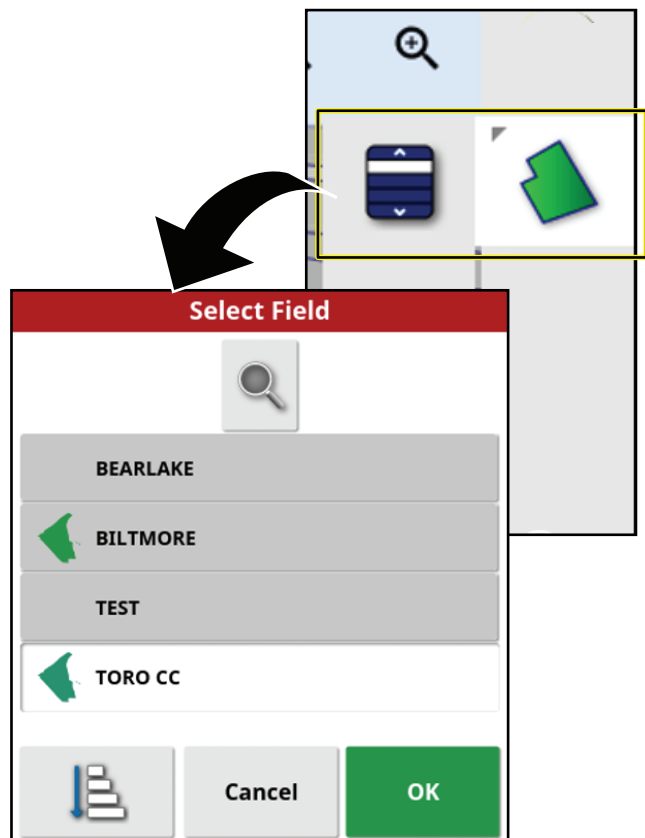 Select Field
BEARLAKE
BILTMORE
TEST
TORO CC
Cancel
OK